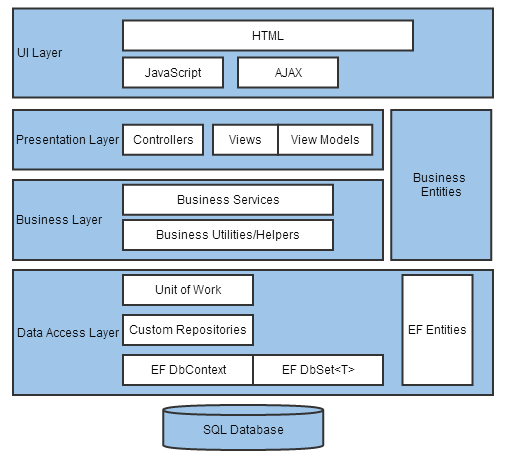 HTML
UI Layer
JavaScript
AJAX
Presentation Layer
Controllers
Views
View Models
Business
Entities
Business Services
Business Layer
Business Utilities/Helpers
Unit of Work
Data Access Layer
Custom Repositories
EF Entities
EF DbContext
EF DbSet<T>
SQL Database